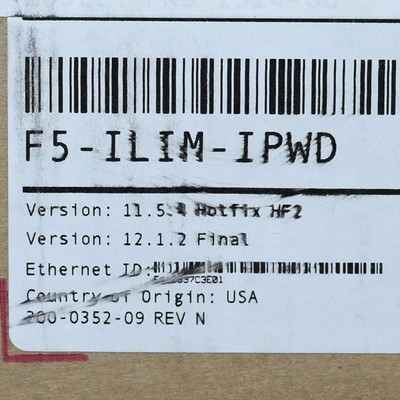 F5-ILIM-IPWD
Version: 11.5.4 Hotfix HF2
Version: 12.1.2 Final
Ethernet ID:
Country of Origin: USA
200-0352-09 REV N